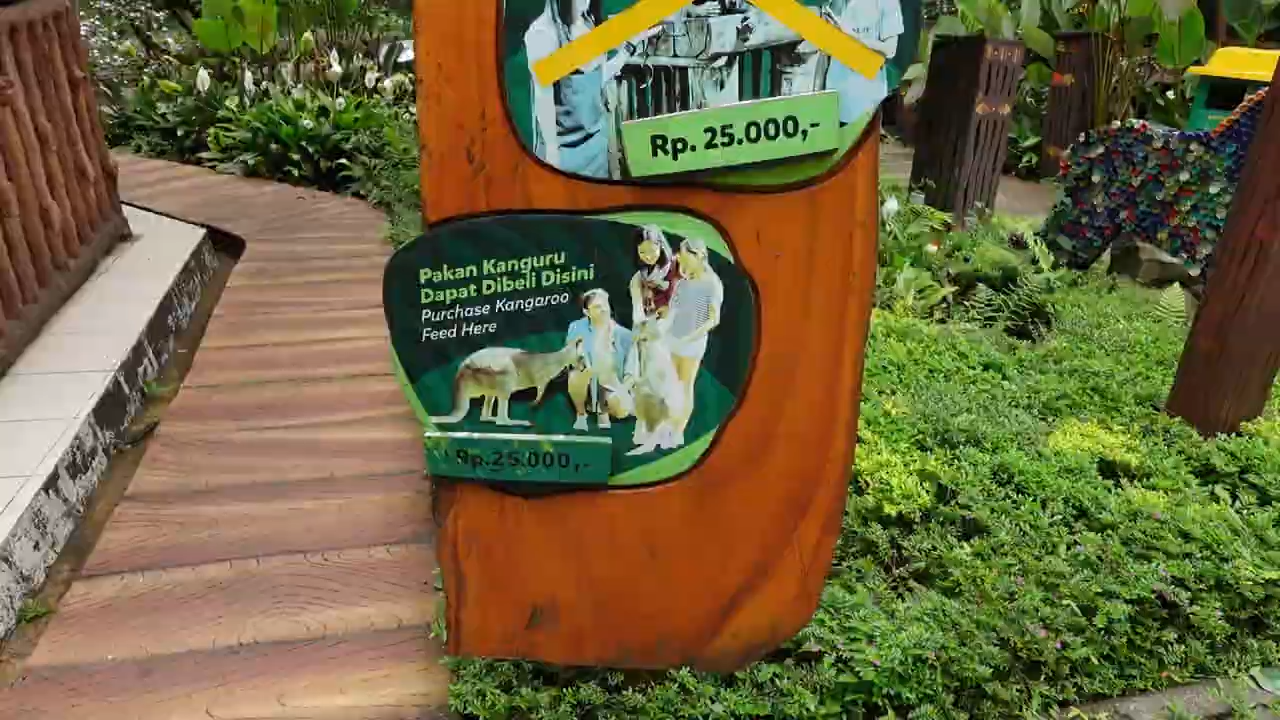 Rp. 25.000,-
Pakan Kanguru
Dapat Dibeli Disini
Purchase Kangaroo
Feed Here
Rp.25.000,-